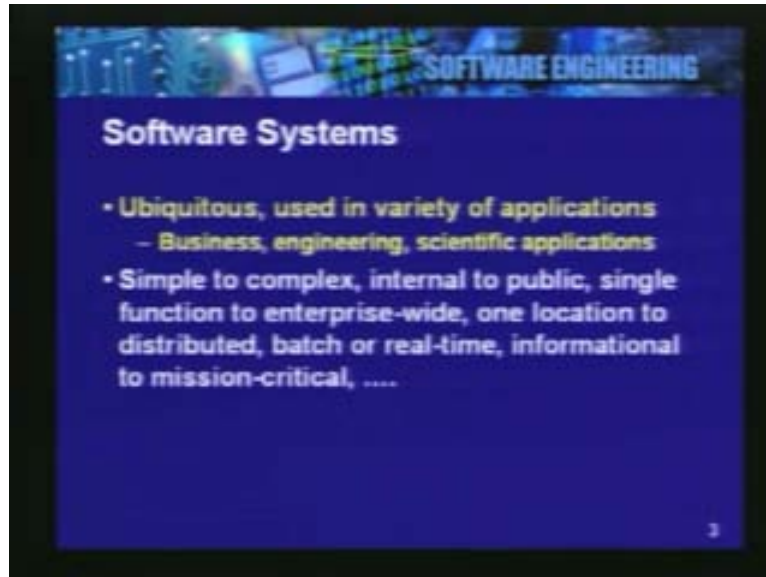 SOFTWARE ENGINEERING
Software Systems
• Ubiquitous, used in variety of applications
– Business, engineering, scientific applications
• Simple to complex, internal to public, single
function to enterprise-wide, one location to
distributed, batch or real-time, informational
to mission-critical, ....
3